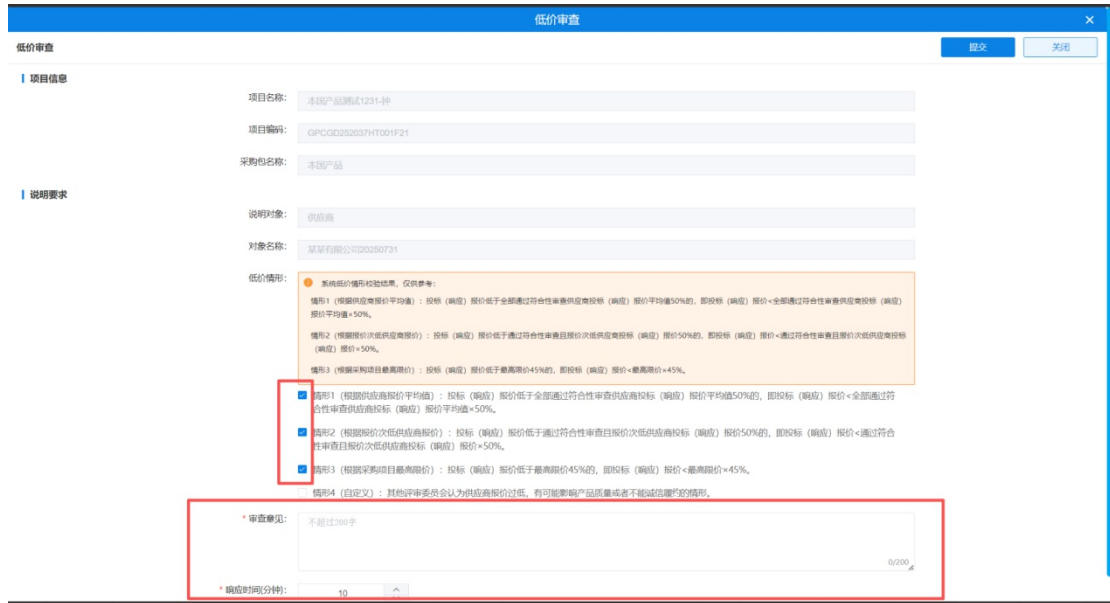 低价审查
低价审查
提交
关闭
项目信息
项目名称:
本国产品测试1231-钟
项目编码:
GPCGD252037HT001F21
采购包名称:
本国产品
说明要求
说明对象:
供应商
对象名称:
某某有限公司20250731
低价情形:
系统低价情形校验结果，仅供参考：
情形1（根据供应商报价平均值）：投标（响应）报价低于全部通过符合性审查供应商投标（响应）报价平均值50%的，即投标（响应）报价<全部通过符合性审查供应商投标（响应）
报价平均值×50%。
情形2（根据报价次低供应商报价）：投标（响应）报价低于通过符合性审查且报价次低供应商投标（响应）报价50%的，即投标（响应）报价<通过符合性审查且报价次低供应商投标
（响应）报价×50%。
情形3（根据采购项目最高限价）：投标（响应）报价低于最高限价45%的，即投标（响应）报价<最高限价×45%。
情形1（根据供应商报价平均值）：投标（响应）报价低于全部通过符合性审查供应商投标（响应）报价平均值50%的，即投标（响应）报价<全部通过符
合性审查供应商投标（响应）报价平均值×50%。
情形2（根据报价次低供应商报价）：投标（响应）报价低于通过符合性审查且报价次低供应商投标（响应）报价50%的，即投标（响应）报价<通过符合
性审查且报价次低供应商投标（响应）报价×50%。
情形3（根据采购项目最高限价）：投标（响应）报价低于最高限价45%的，即投标（响应）报价<最高限价×45%。
情形4（自定义）：其他评审委员会认为供应商报价过低，有可能影响产品质量或者不能诚信履约的情形。
* 审查意见:
不超过200字
0/200
* 响应时间(分钟):
10